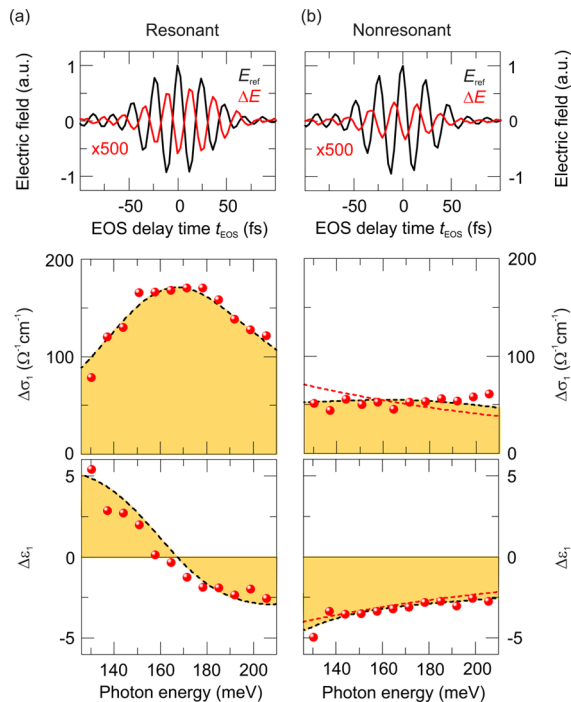 (a)
Resonant
(b)
Nonresonant
Electric field (a.u.)
1
0
-1
E_ref
ΔE
x500
-50 0 50
EOS delay time t_EOS (fs)
E_ref
ΔE
x500
1
0
-1
Electric field (a.u.)
-50 0 50
EOS delay time t_EOS (fs)
Δσ₁ (Ω⁻¹cm⁻¹)
200
100
0
200
100
0
Δσ₁ (Ω⁻¹cm⁻¹)
Δε₁
5
0
-5
5
0
-5
Δε₁
140 160 180 200
Photon energy (meV)
140 160 180 200
Photon energy (meV)